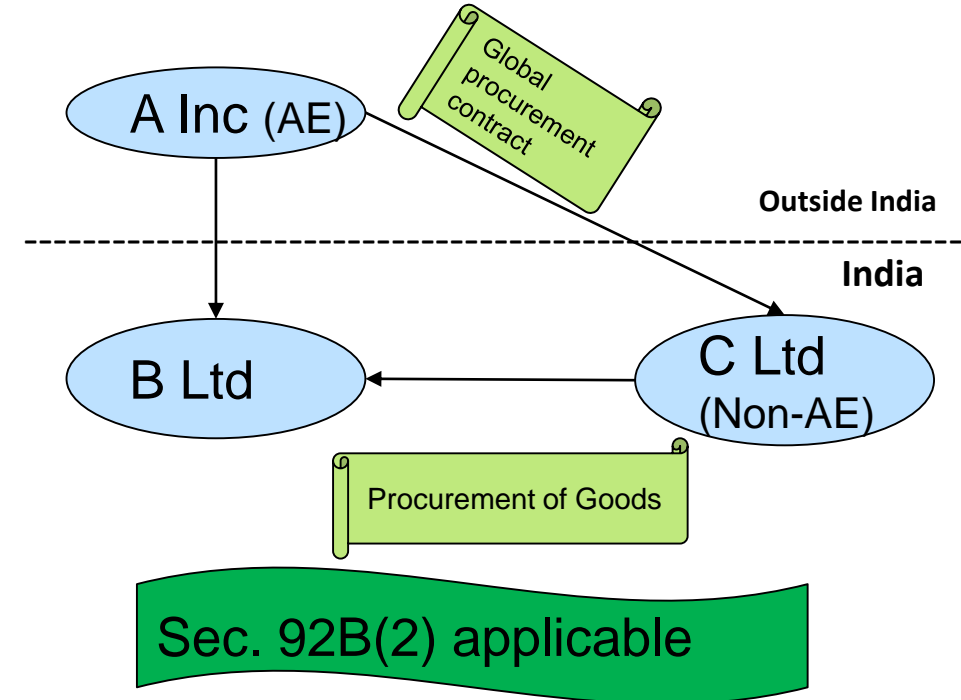 A Inc (AE)
Global
procurement
contract
Outside India
India
B Ltd
C Ltd
(Non-AE)
Procurement of Goods
Sec. 92B(2) applicable